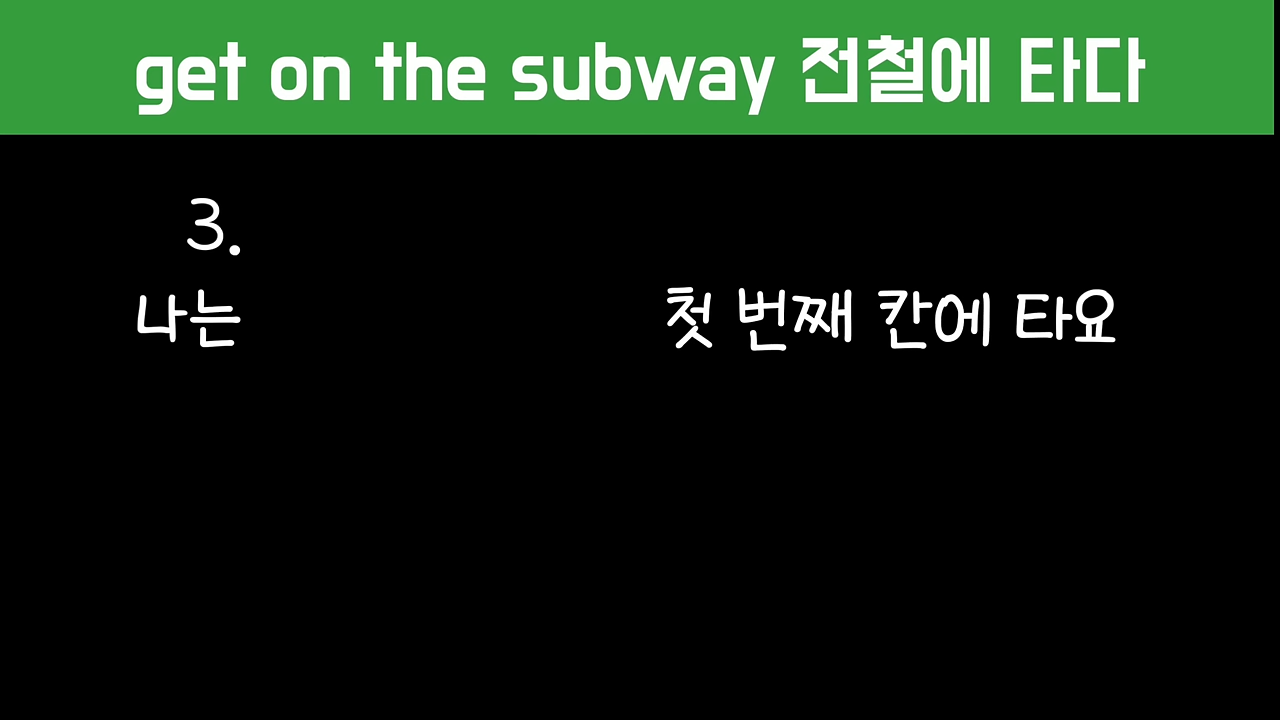 get on the subway 전철에 타다
3.
나는 첫 번째 칸에 타요